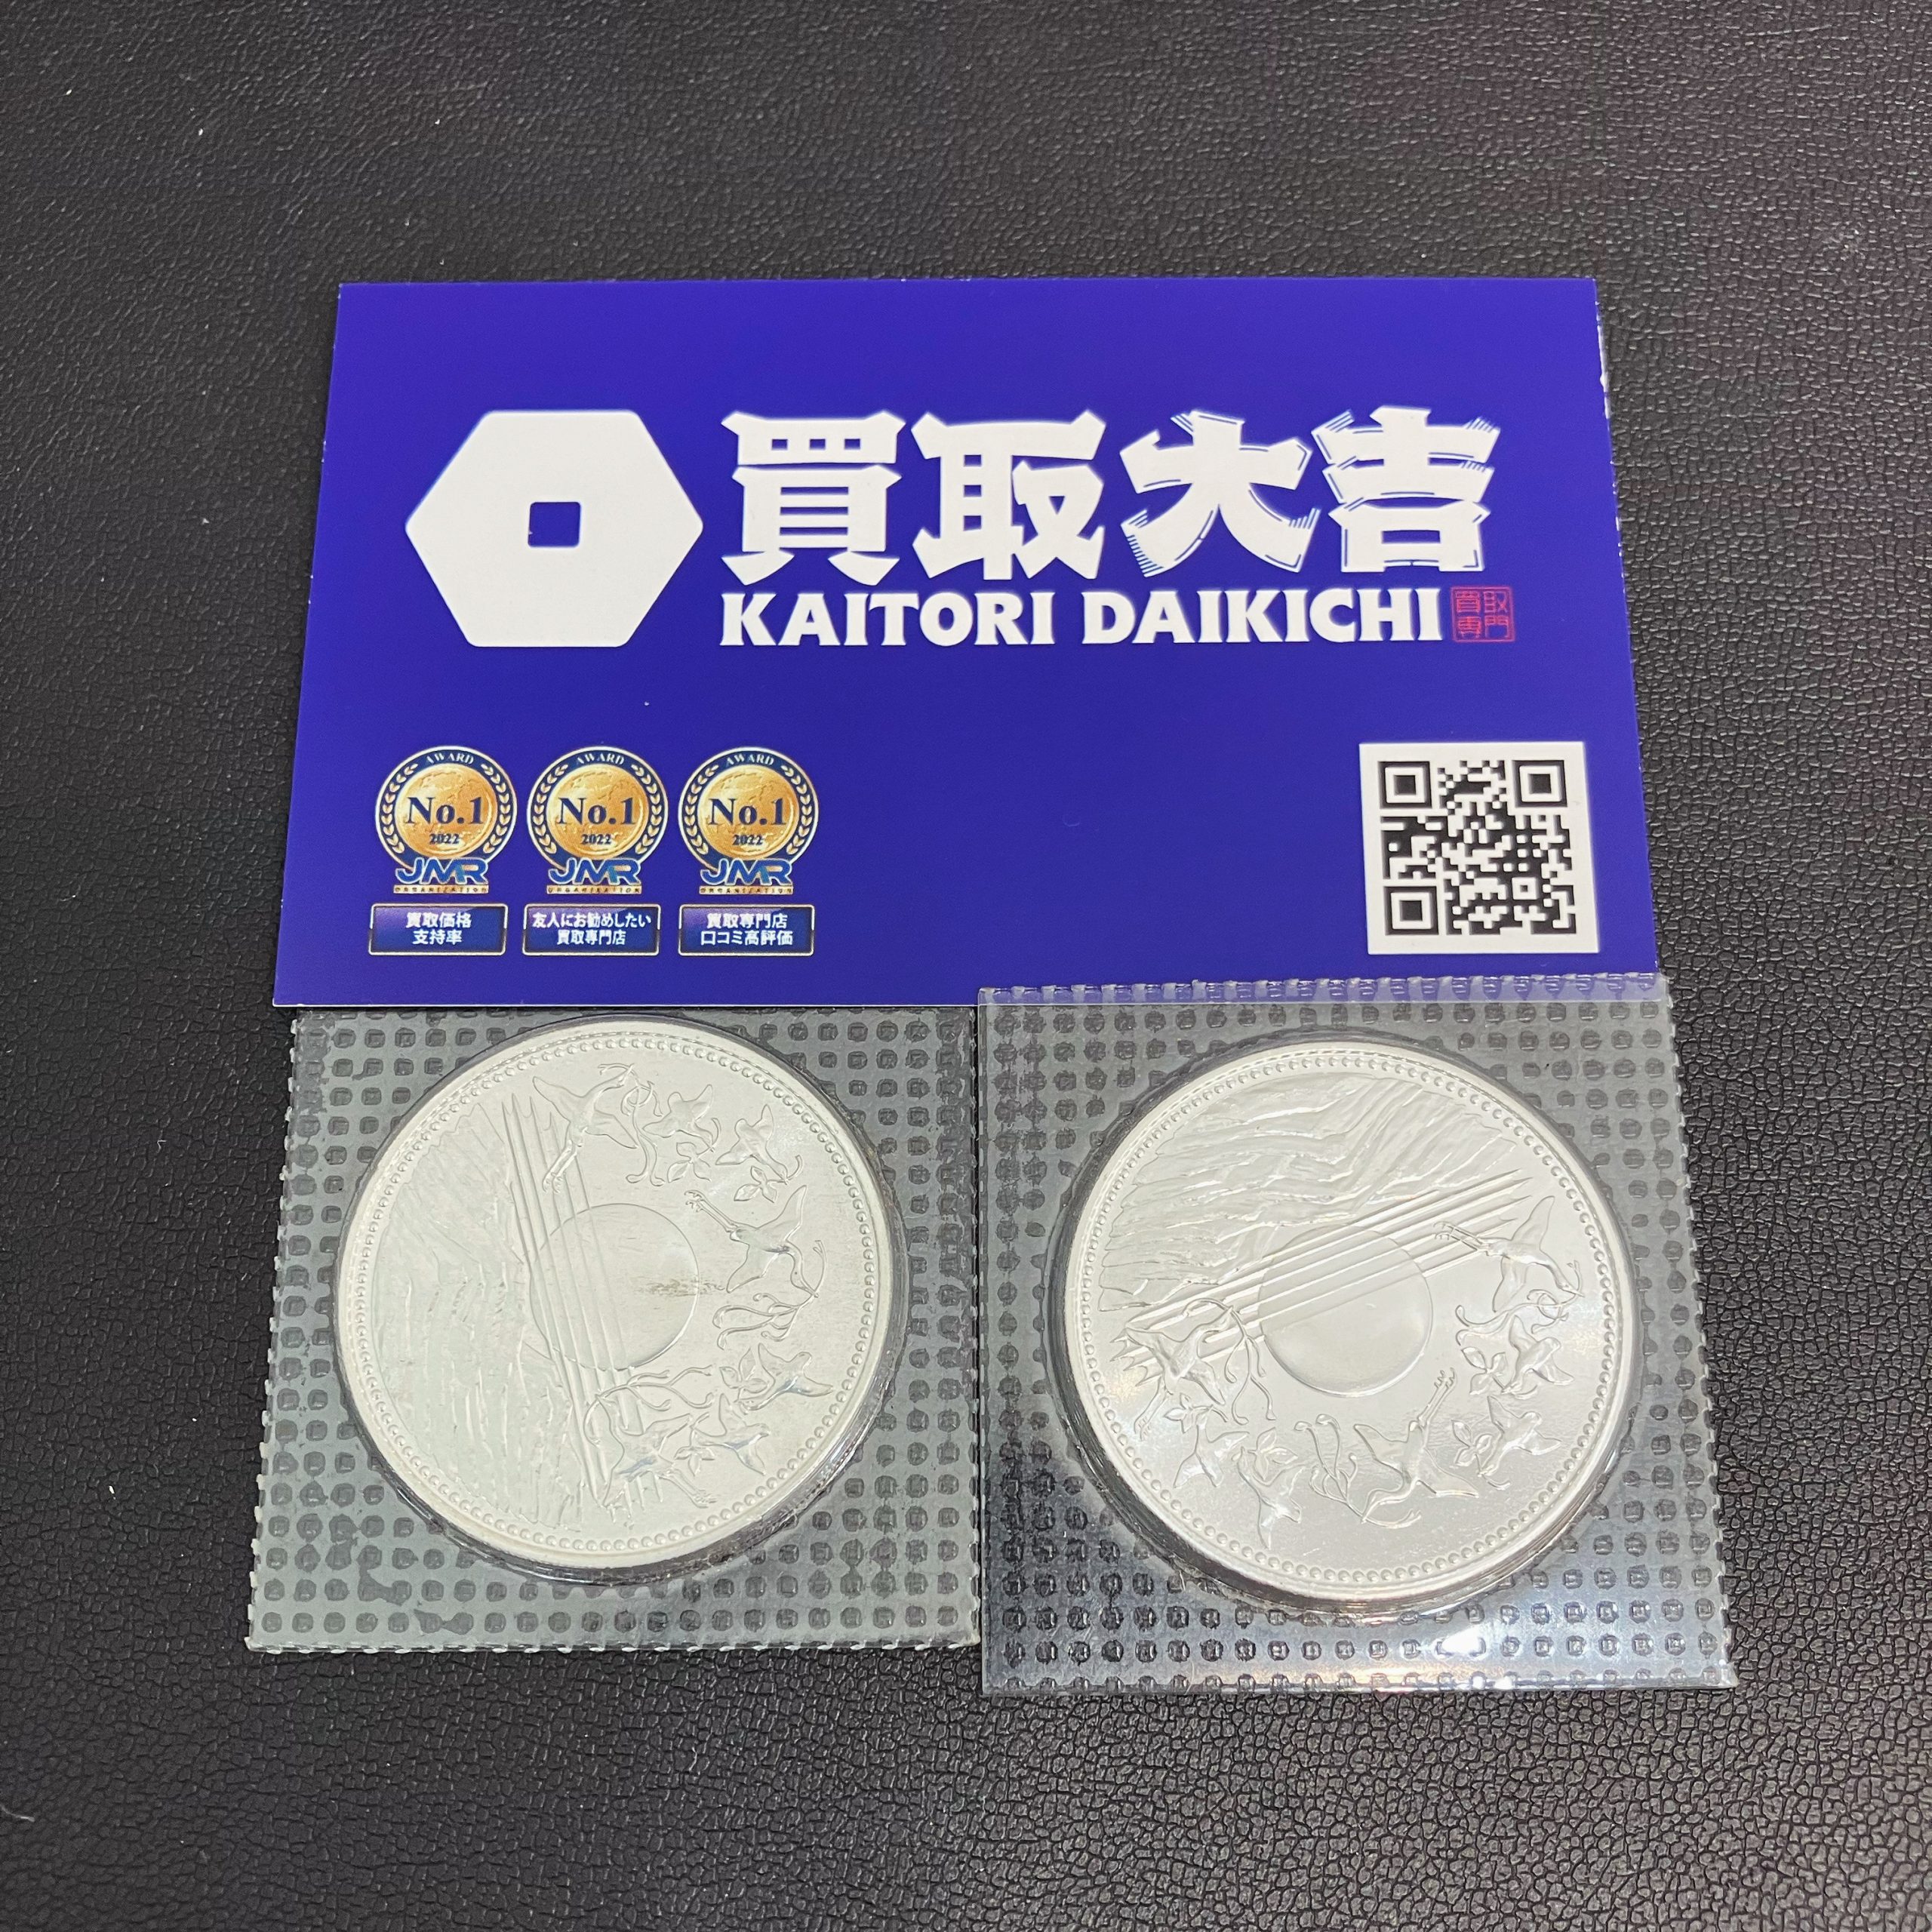 買取大吉
KAITORI DAIKICHI
買取
専門
AWARD
No.1
2022
JMR
ORGANIZATION
買取価格
支持率
AWARD
No.1
2022
JMR
ORGANIZATION
友人にお勧めしたい
買取専門店
AWARD
No.1
2022
JMR
ORGANIZATION
買取専門店
口コミ高評価